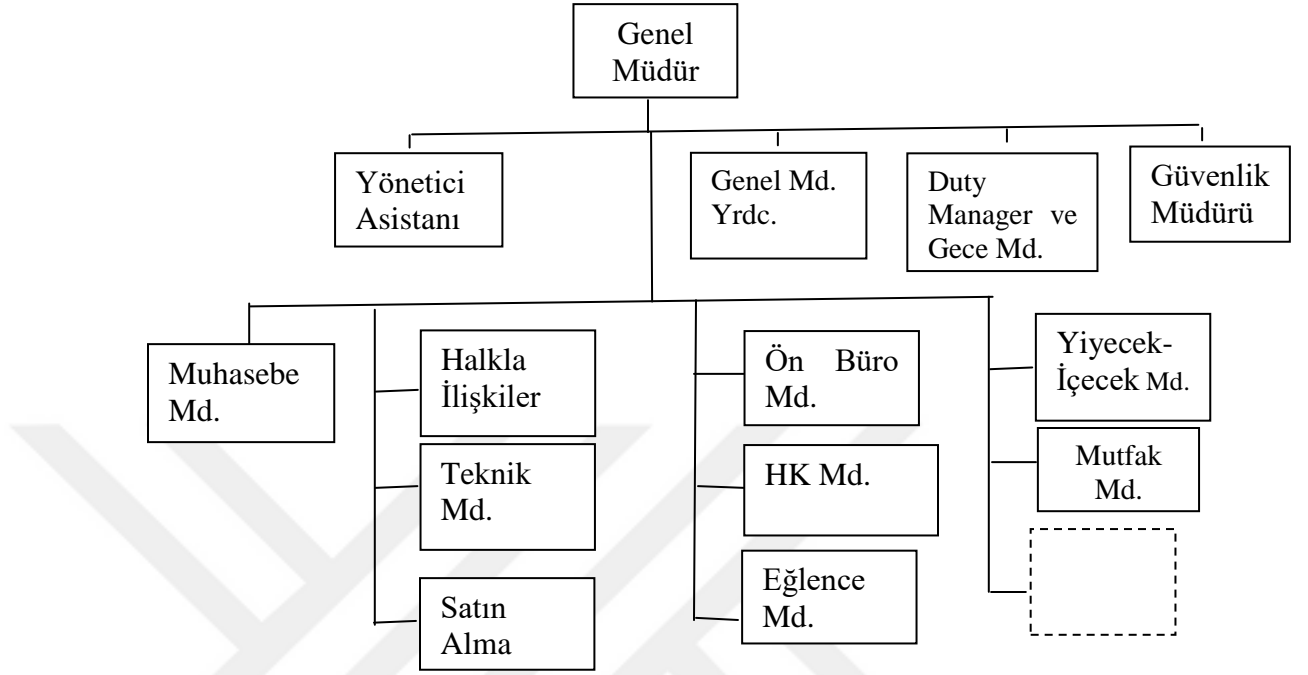 Genel
Müdür
Yönetici
Asistanı
Genel Md.
Yrdc.
Duty
Manager ve
Gece Md.
Güvenlik
Müdürü
Muhasebe
Md.
Halkla
İlişkiler
Ön Büro
Md.
Yiyecek-
İçecek Md.
Teknik
Md.
HK Md.
Mutfak
Md.
Satın
Alma
Eğlence
Md.